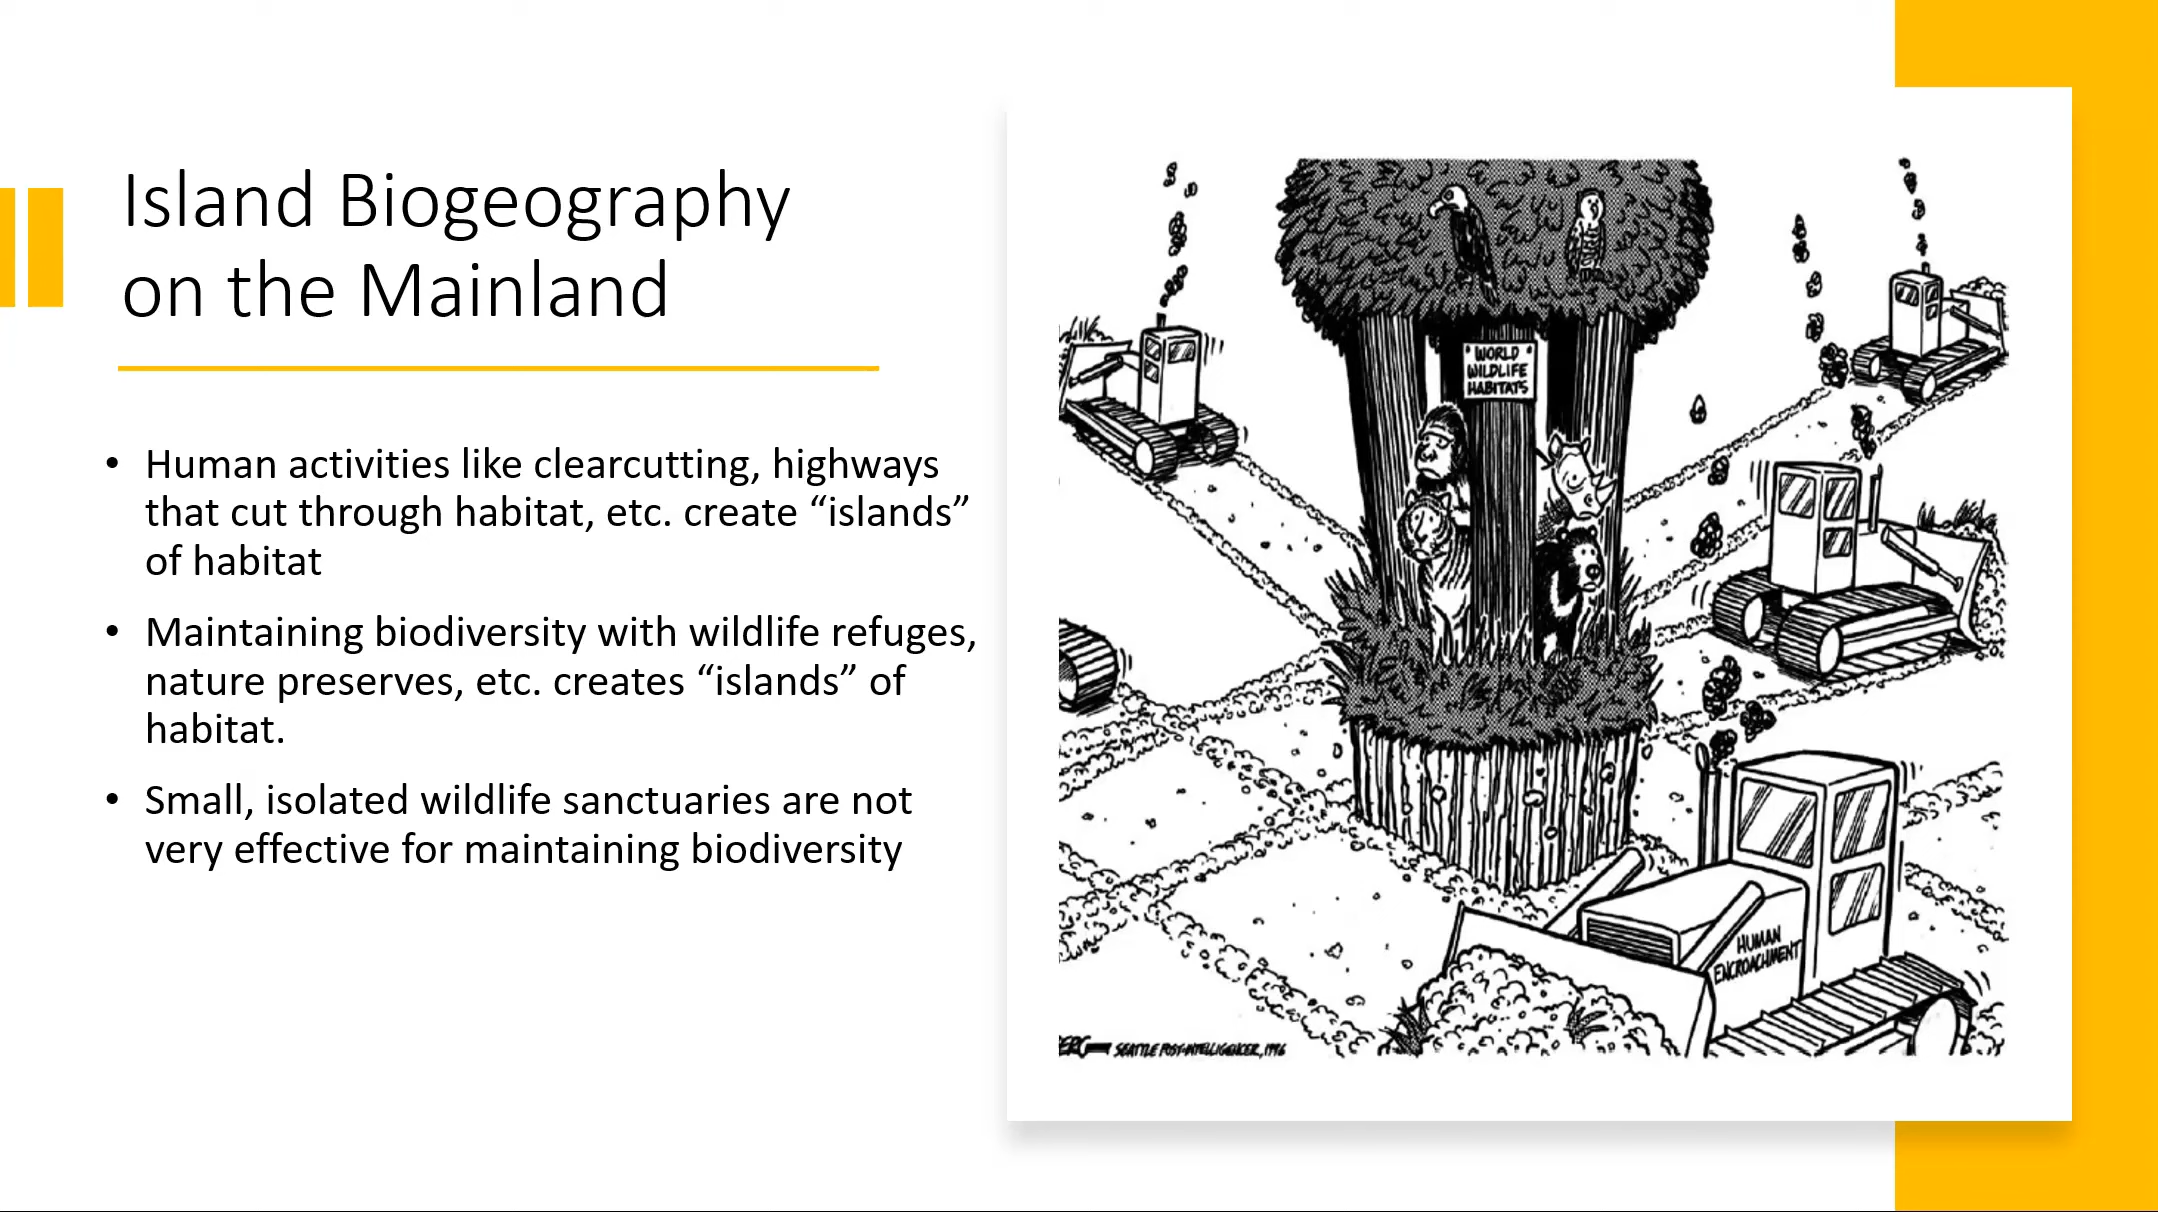 Island Biogeography
on the Mainland
• Human activities like clearcutting, highways
that cut through habitat, etc. create “islands”
of habitat
• Maintaining biodiversity with wildlife refuges,
nature preserves, etc. creates “islands” of
habitat.
• Small, isolated wildlife sanctuaries are not
very effective for maintaining biodiversity
WORLD
WILDLIFE
HABITATS
HUMAN
ENCROACHMENT
SEATTLE POST-INTELLIGENCER, 1996